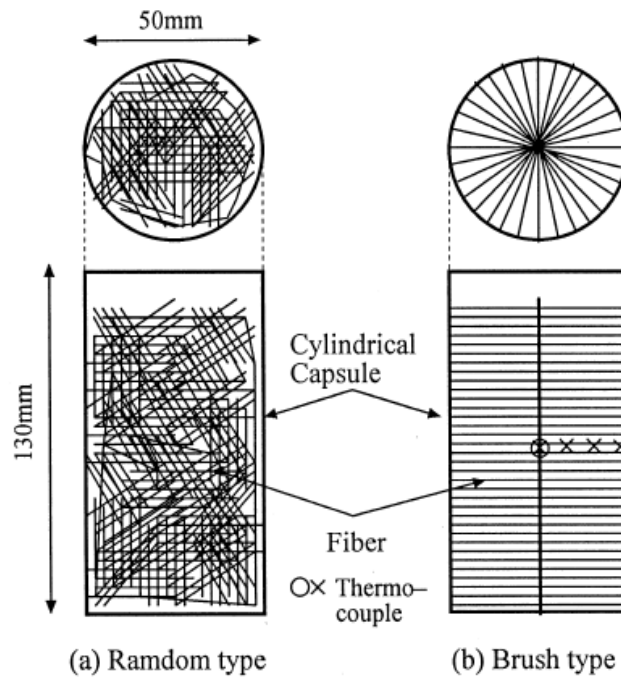 50mm
130mm
Cylindrical
Capsule
Fiber
○× Thermo-
couple
(a) Ramdom type
(b) Brush type